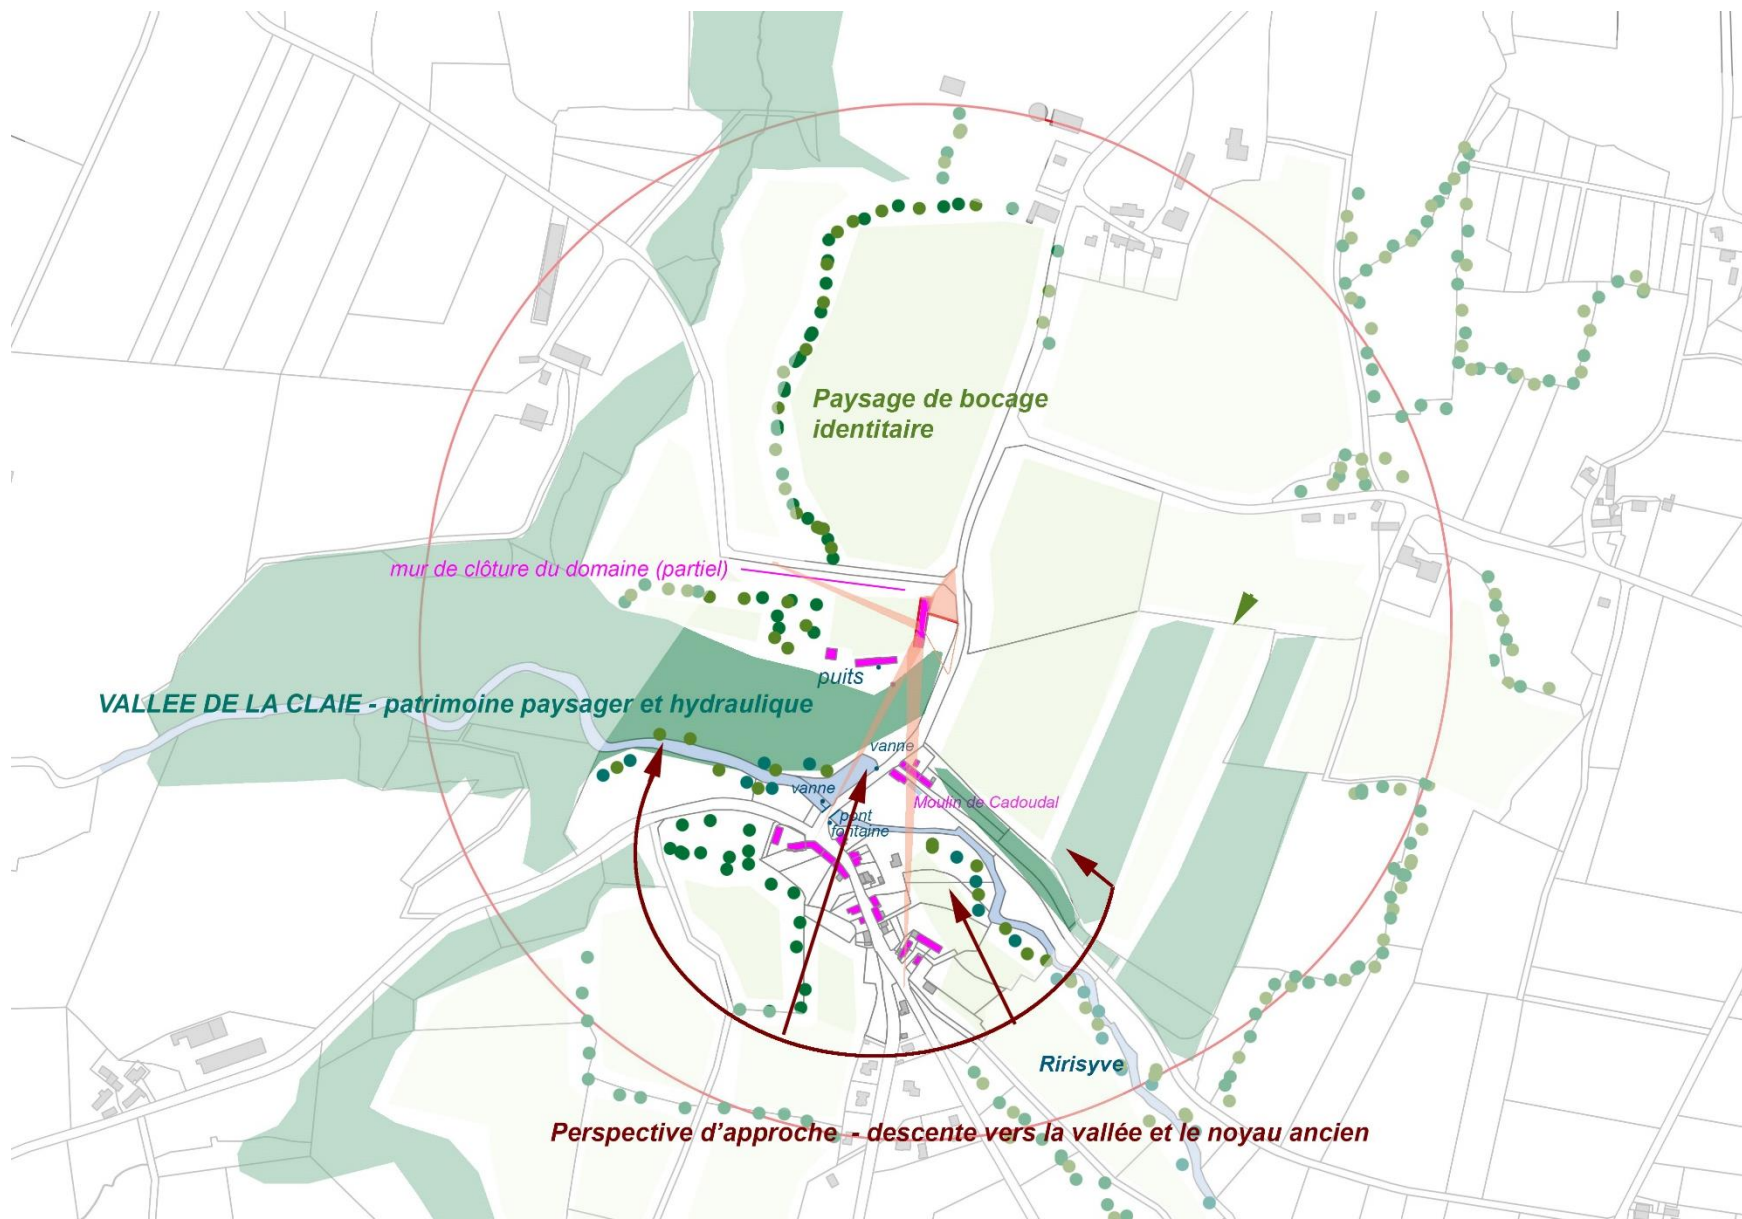 Paysage de bocage
identitaire
mur de clôture du domaine (partiel)
puits
VALLEE DE LA CLAIE - patrimoine paysager et hydraulique
vanne
vanne
Moulin de Cadoudal
pont
fontaine
Ririsyve
Perspective d'approche - descente vers la vallée et le noyau ancien